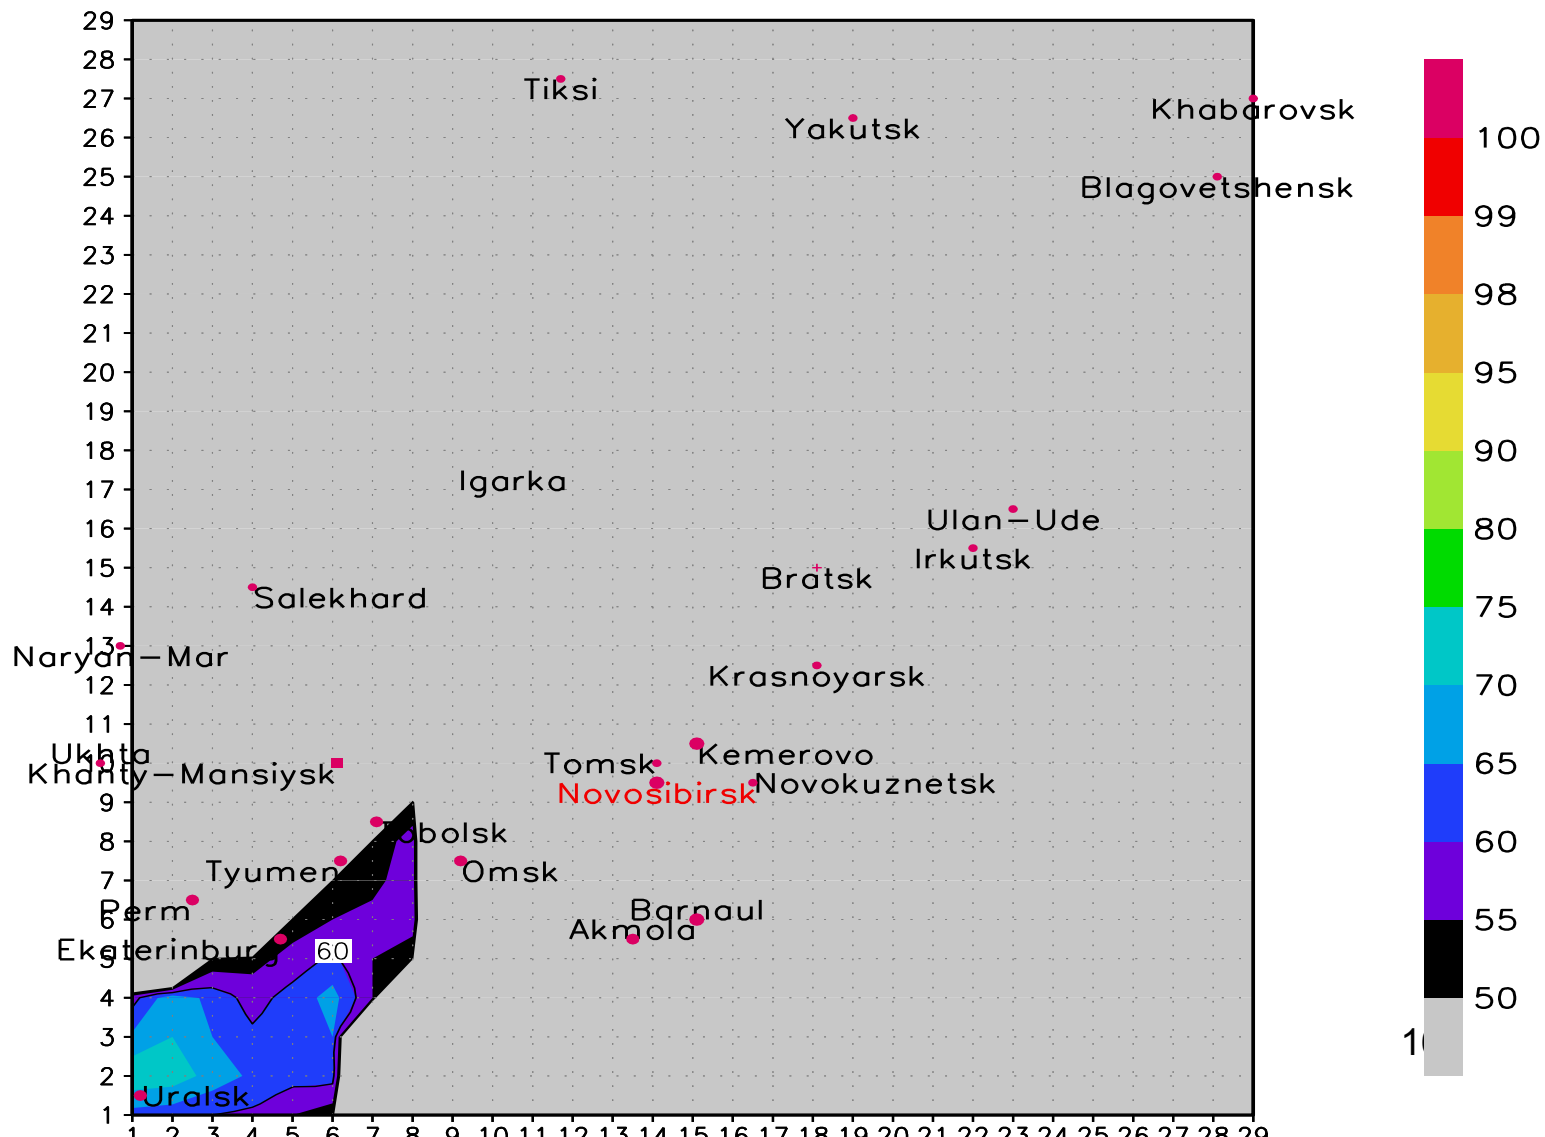 29
28
Tiksi
27
Khabarovsk
26
Yakutsk
100
25
Blagovetshensk
24
99
23
22
98
21
20
95
19
18
90
17
Igarka
16
Ulan-Ude
80
15
Irkutsk
Bratsk
14
Salekhard
75
13
Naryan-Mar
12
Krasnoyarsk
70
11
Ukhta
Kemerovo
10
Tomsk
65
Khanty-Mansiysk
Novokuznetsk
9
Novosibirsk
8
Tobolsk
60
7
Tyumen
Omsk
6
Perm
Barnaul
55
Akmola
5
Ekaterinburg
60
4
50
3
2
Uralsk
1
1 2 3 4 5 6 7 8 9 10 11 12 13 14 15 16 17 18 19 20 21 22 23 24 25 26 27 28 29